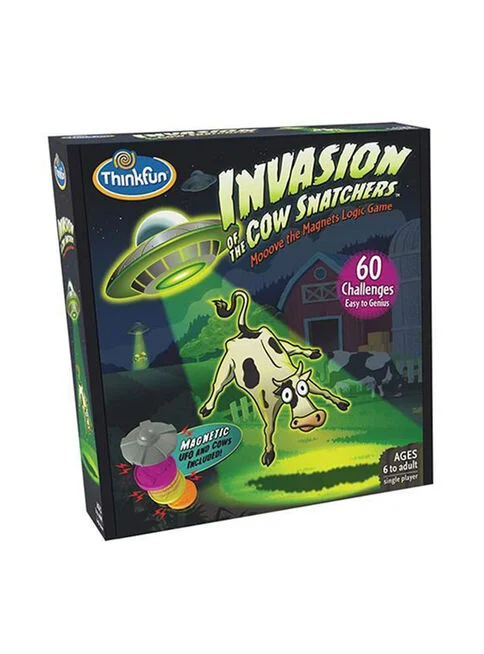 ThinkFun
INVASION
OF THE COW SNATCHERS™
Mooove the Magnets Logic Game
60
Challenges
Easy to Genius
MAGNETIC
UFO AND COWS
INCLUDED!
AGES
6 to adult
single player